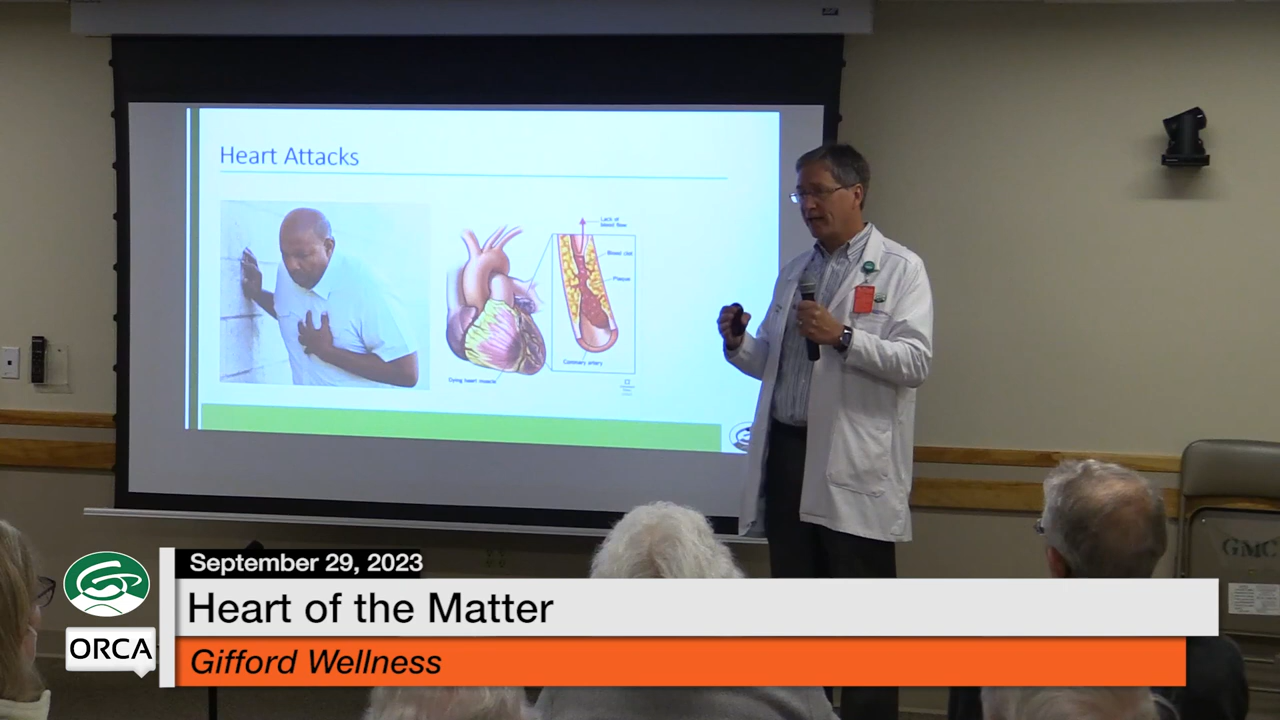 Heart Attacks
Lack of
blood flow
Blood clot
Plaque
Coronary artery
Dying heart muscle
GMC
September 29, 2023
Heart of the Matter
ORCA
Gifford Wellness